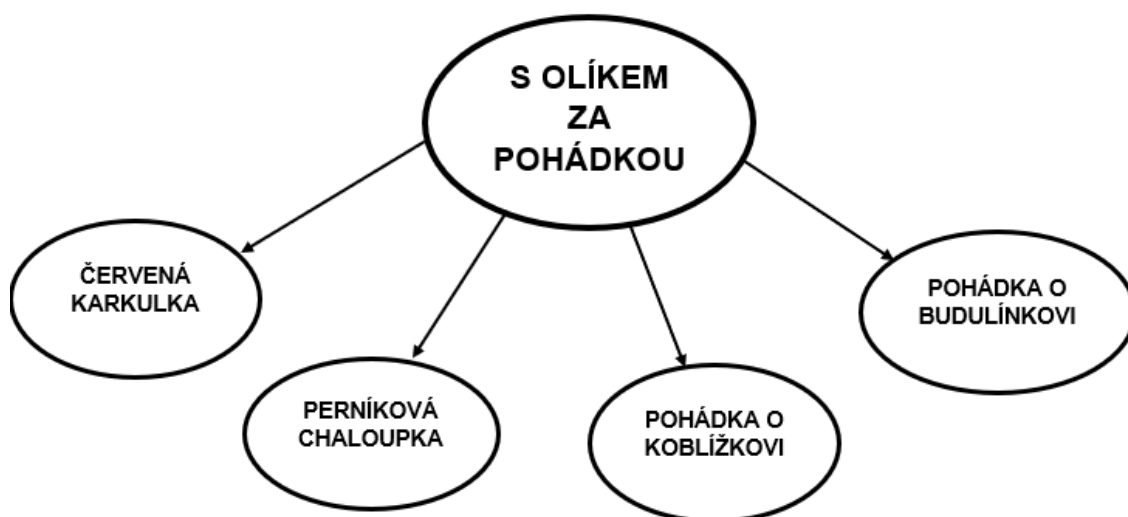 S OLÍKEM
ZA
POHÁDKOU
ČERVENÁ
KARKULKA
PERNÍKOVÁ
CHALOUPKA
POHÁDKA O
KOBLÍŽKOVI
POHÁDKA O
BUDULÍNKOVI